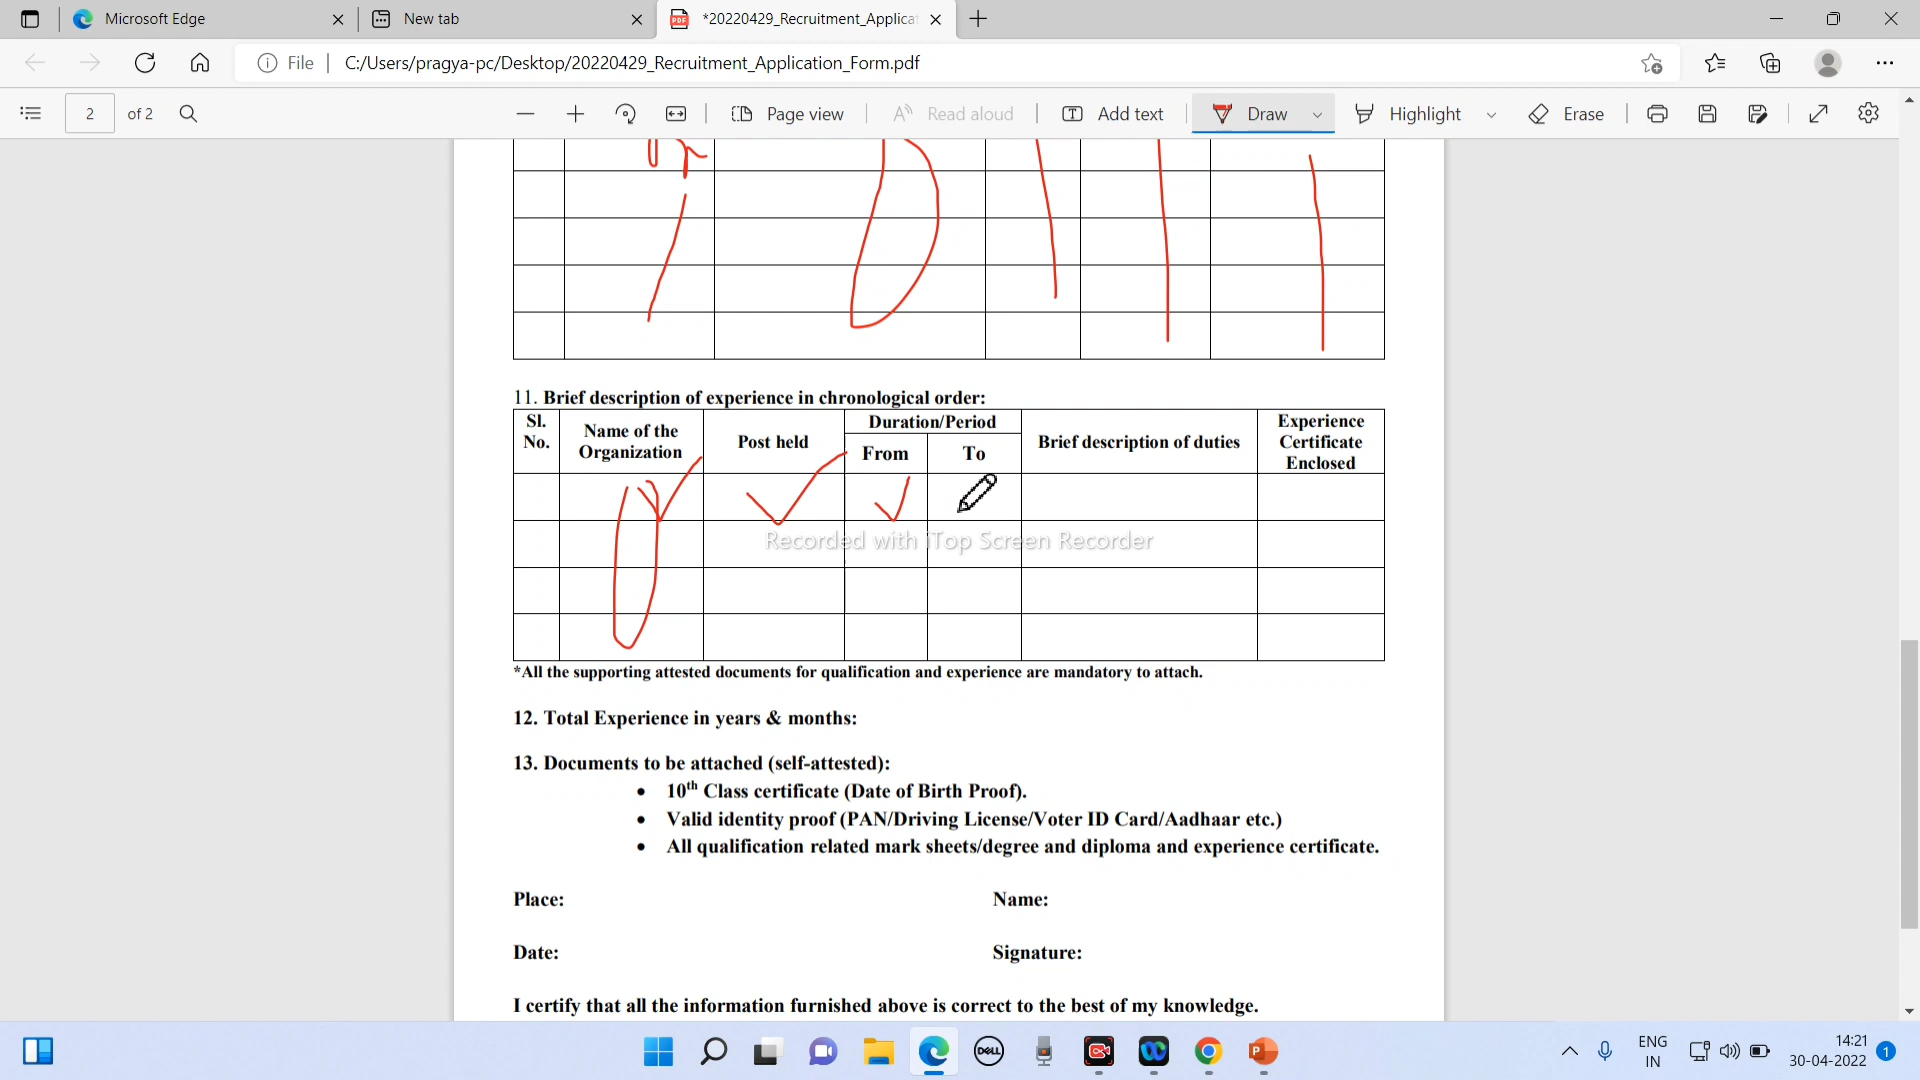 Microsoft Edge
New tab
*20220429_Recruitment_Applica
File
C:/Users/pragya-pc/Desktop/20220429_Recruitment_Application_Form.pdf
2 of 2
Page view
Read aloud
Add text
Draw
Highlight
Erase
11. Brief description of experience in chronological order:
Sl. No.
Name of the Organization
Post held
Duration/Period
From
To
Brief description of duties
Experience Certificate Enclosed
Recorded with iTop Screen Recorder
*All the supporting attested documents for qualification and experience are mandatory to attach.
12. Total Experience in years & months:
13. Documents to be attached (self-attested):
• 10th Class certificate (Date of Birth Proof).
• Valid identity proof (PAN/Driving License/Voter ID Card/Aadhaar etc.)
• All qualification related mark sheets/degree and diploma and experience certificate.
Place:
Name:
Date:
Signature:
I certify that all the information furnished above is correct to the best of my knowledge.
DELL
ENG
IN
14:21
30-04-2022
1